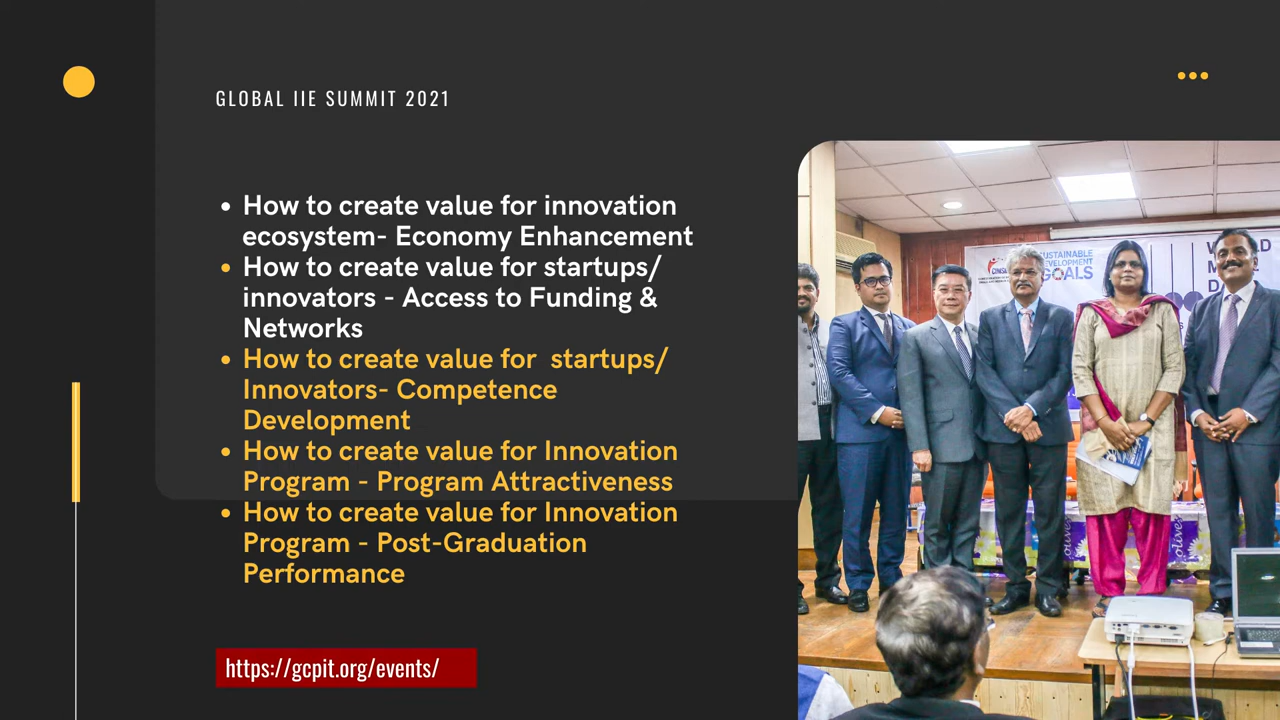 GLOBAL IIE SUMMIT 2021
• How to create value for innovation
ecosystem- Economy Enhancement
• How to create value for startups/
innovators - Access to Funding &
Networks
• How to create value for  startups/
Innovators- Competence
Development
• How to create value for Innovation
Program - Program Attractiveness
• How to create value for Innovation
Program - Post-Graduation
Performance
https://gcpit.org/events/
SUSTAINABLE
DEVELOPMENT
GOALS
olives
olives